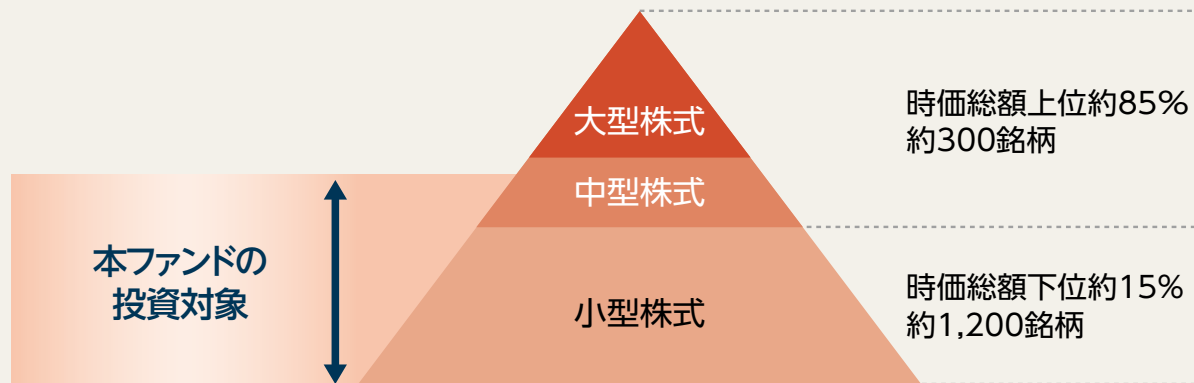 大型株式
時価総額上位約85%
約300銘柄
中型株式
本ファンドの
投資対象
小型株式
時価総額下位約15%
約1,200銘柄